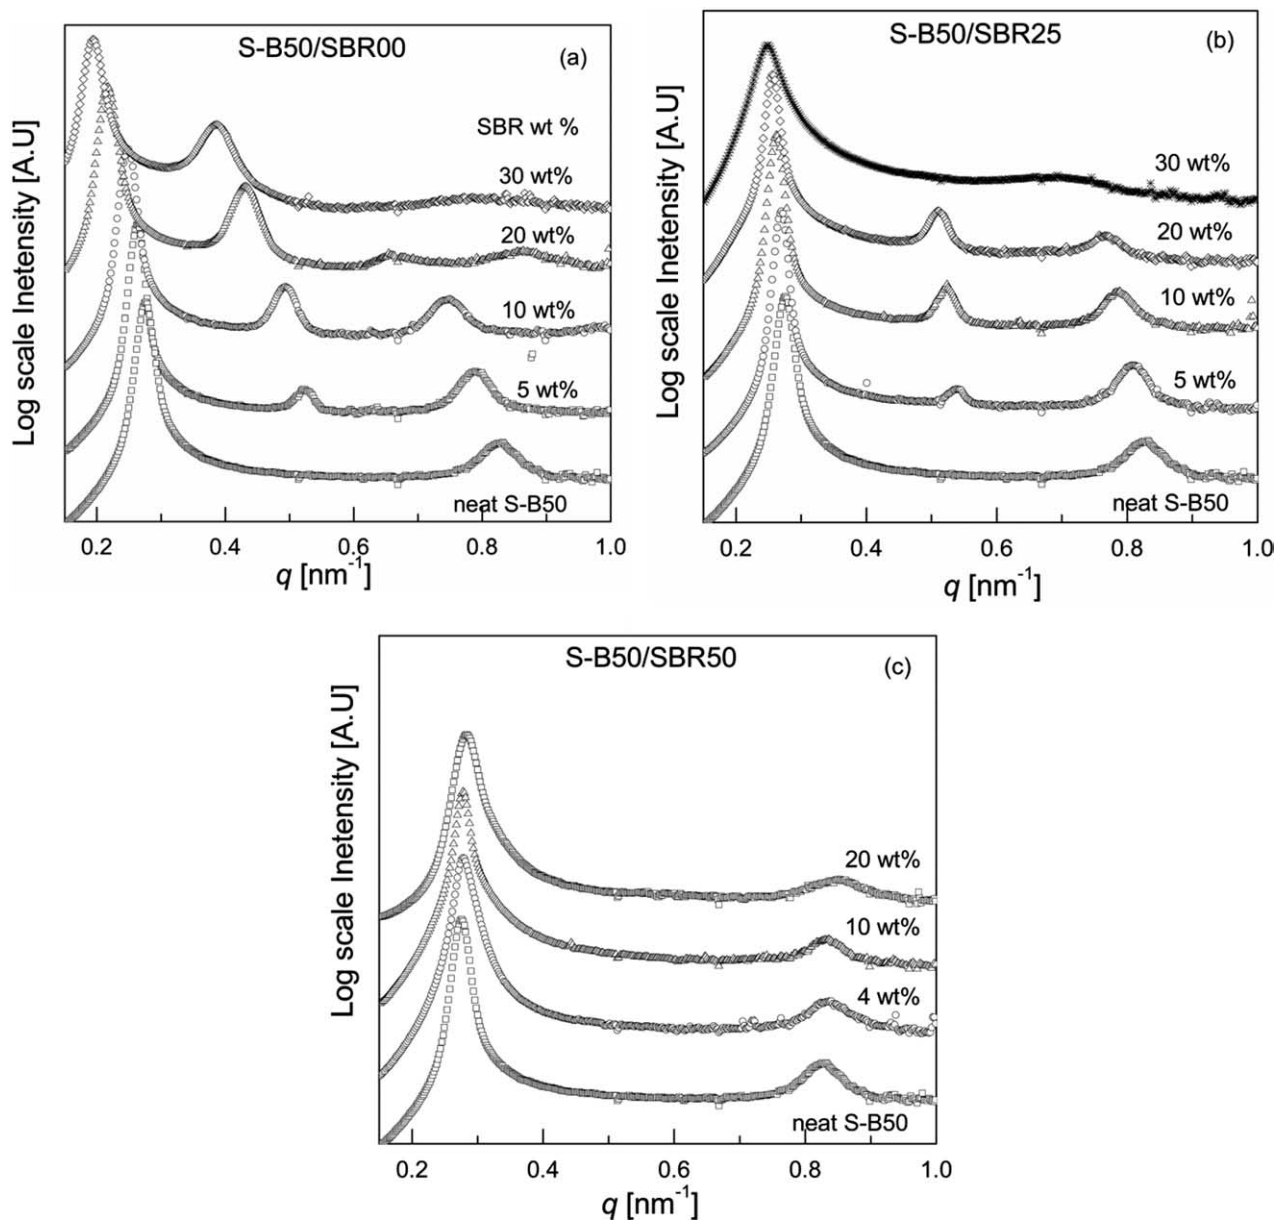 S-B50/SBR00
(a)
SBR wt %
30 wt%
20 wt%
10 wt%
5 wt%
neat S-B50
Log scale Inetensity [A.U]
0.2 0.4 0.6 0.8 1.0
q [nm⁻¹]
S-B50/SBR25
(b)
30 wt%
20 wt%
10 wt%
5 wt%
neat S-B50
Log scale Inetensity [A.U]
0.2 0.4 0.6 0.8 1.0
q [nm⁻¹]
S-B50/SBR50
(c)
20 wt%
10 wt%
4 wt%
neat S-B50
Log scale Inetensity [A.U]
0.2 0.4 0.6 0.8 1.0
q [nm⁻¹]